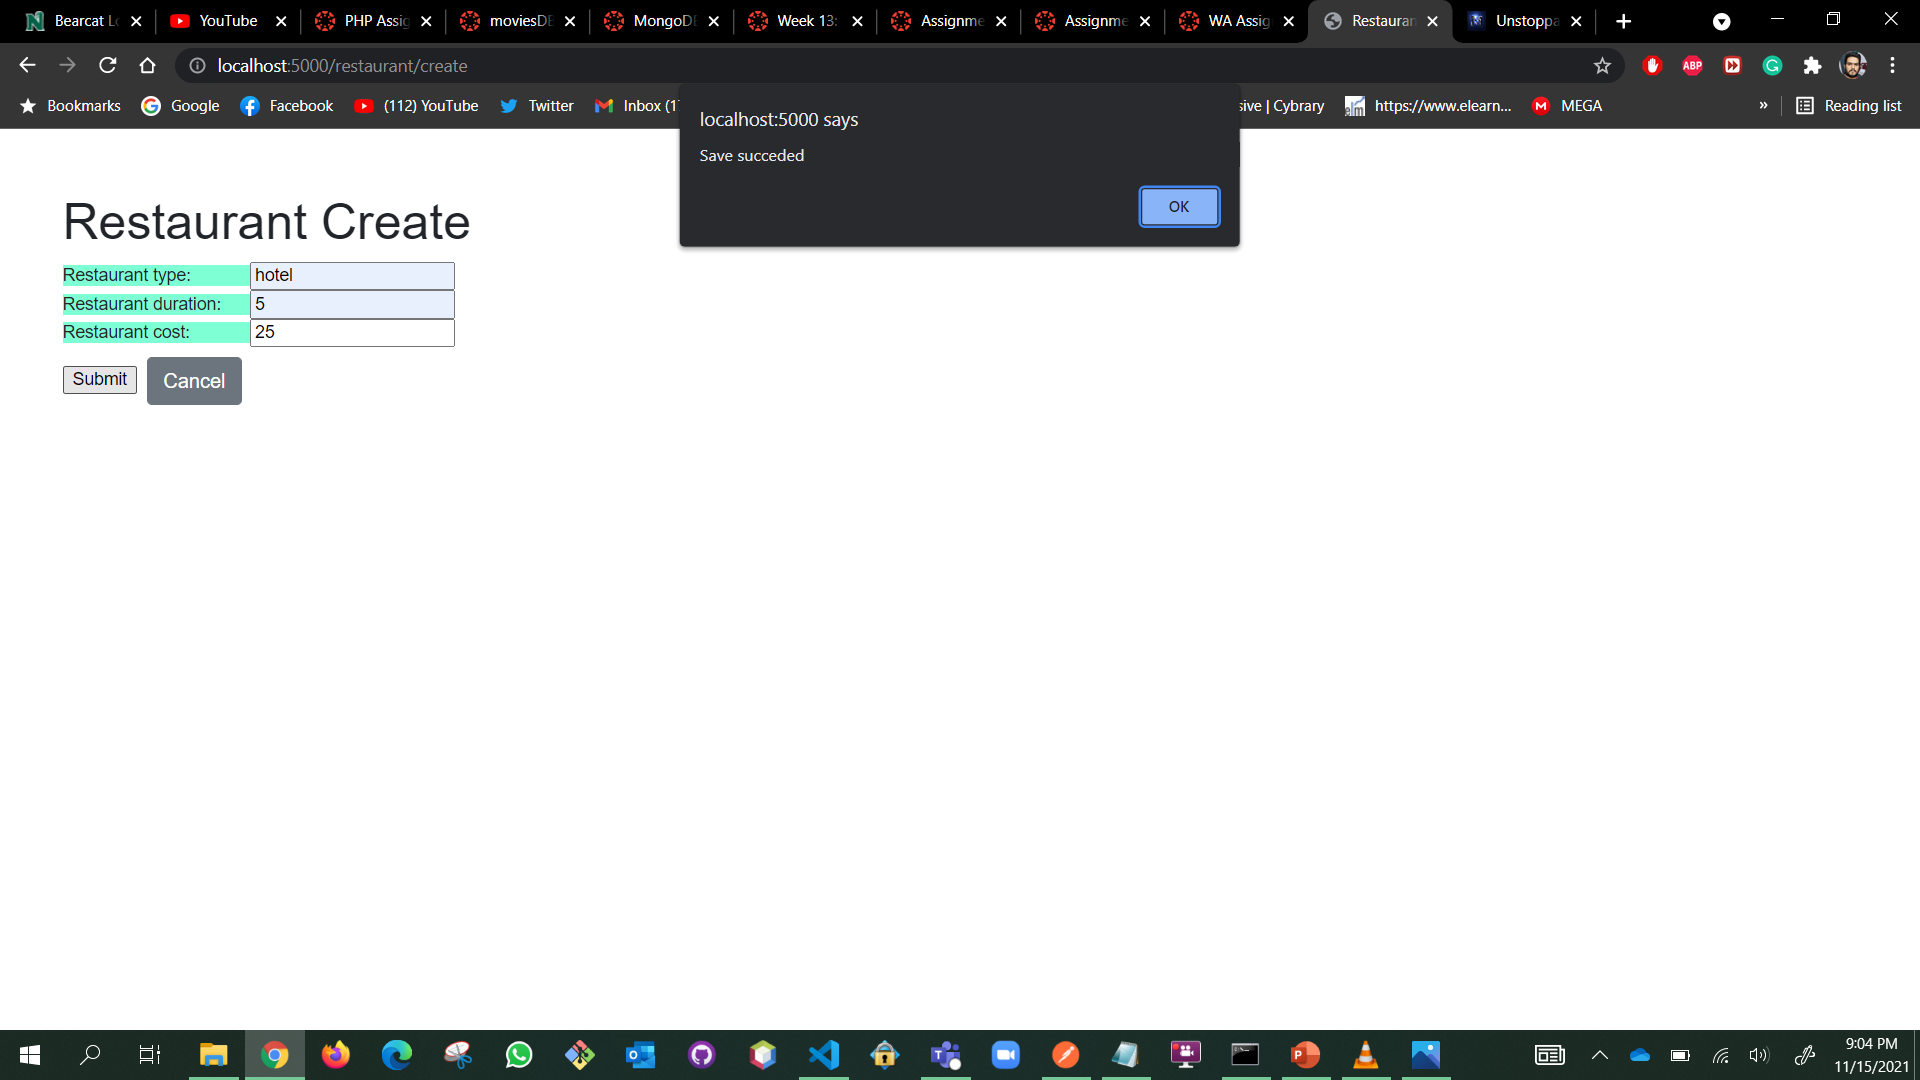 Bearcat L
YouTube
PHP Assig
moviesDB
MongoDB
Week 13:
Assignme
Assignme
WA Assig
Restauran
Unstoppa
localhost:5000/restaurant/create
ABP
Bookmarks
Google
Facebook
(112) YouTube
Twitter
Inbox (1
sive | Cybrary
https://www.elearn...
MEGA
»
Reading list
localhost:5000 says
Save succeded
OK
Restaurant Create
Restaurant type: hotel
Restaurant duration: 5
Restaurant cost: 25
Submit Cancel
9:04 PM
11/15/2021